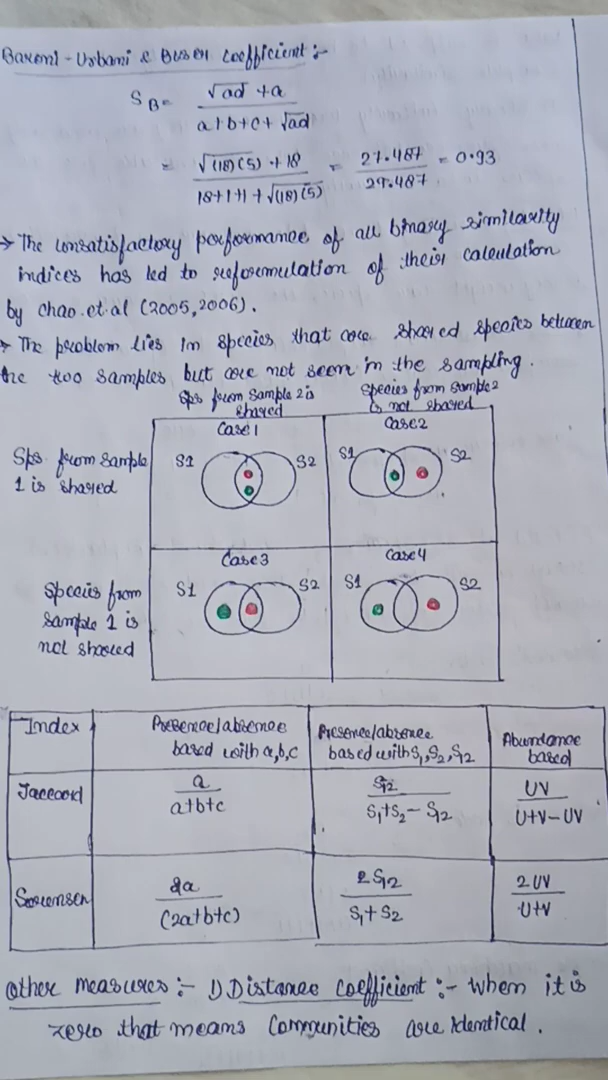 Baroni-Urbani & Buser Coefficient :-
S_B = (√ad + a) / (a+b+c+√ad)
= (√(18)(5) + 18) / (18+1+1+√(18)(5)) = 27.487 / 29.487 = 0.93
→ The unsatisfactory performance of all binary similarity
indices has led to reformulation of their calculation
by chao.et.al (2005, 2006).
→ The problem lies in species that are shared species between
the two samples but are not seen in the sampling.
Sps from Sample 2 is shared
Species from sample 2 is not shared
Sps from sample 1 is shared
Case 1
S1 S2
Case 2
S1 S2
Species from sample 1 is not shared
Case 3
S1 S2
Case 4
S1 S2
Index | Presence/absence based with a,b,c | Presence/absence based with S₁,S₂,S₁₂ | Abundance based
Jaccard | a / (a+b+c) | S₁₂ / (S₁+S₂-S₁₂) | UV / (U+V-UV)
Sorensen | 2a / (2a+b+c) | 2S₁₂ / (S₁+S₂) | 2UV / (U+V)
Other measures :- 1) Distance coefficient :- When it is
zero that means Communities are identical.